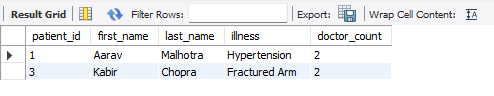 Result Grid Filter Rows: Export: Wrap Cell Content:
patient_id first_name last_name illness doctor_count
1 Aarav Malhotra Hypertension 2
3 Kabir Chopra Fractured Arm 2